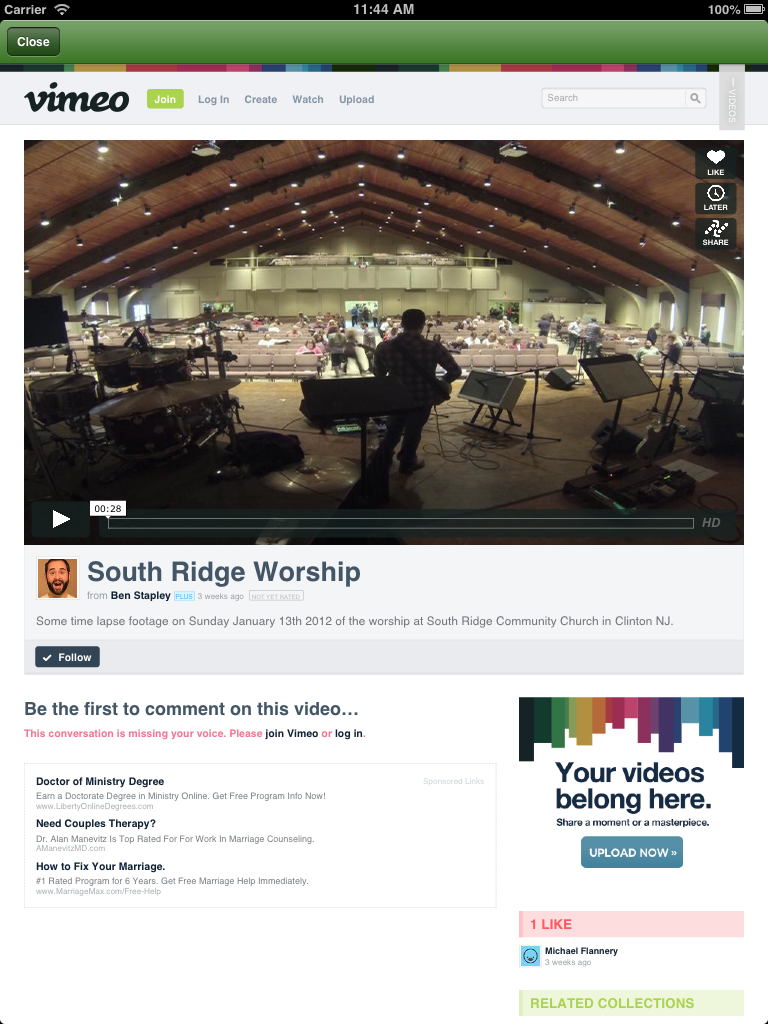 Carrier 11:44 AM 100%
Close
vimeo Join Log In Create Watch Upload Search
VIDEOS
LIKE
LATER
SHARE
00:28
HD
South Ridge Worship
from Ben Stapley PLUS 3 weeks ago NOT YET RATED
Some time lapse footage on Sunday January 13th 2012 of the worship at South Ridge Community Church in Clinton NJ.
Follow
Be the first to comment on this video…
This conversation is missing your voice. Please join Vimeo or log in.
Sponsored Links
Doctor of Ministry Degree
Earn a Doctorate Degree in Ministry Online. Get Free Program Info Now!
www.LibertyOnlineDegrees.com
Need Couples Therapy?
Dr. Alan Manevitz Is Top Rated For For Work In Marriage Counseling.
AManevitzMD.com
How to Fix Your Marriage.
#1 Rated Program for 6 Years. Get Free Marriage Help Immediately.
www.MarriageMax.com/Free-Help
Your videos
belong here.
Share a moment or a masterpiece.
UPLOAD NOW »
1 LIKE
Michael Flannery
3 weeks ago
RELATED COLLECTIONS